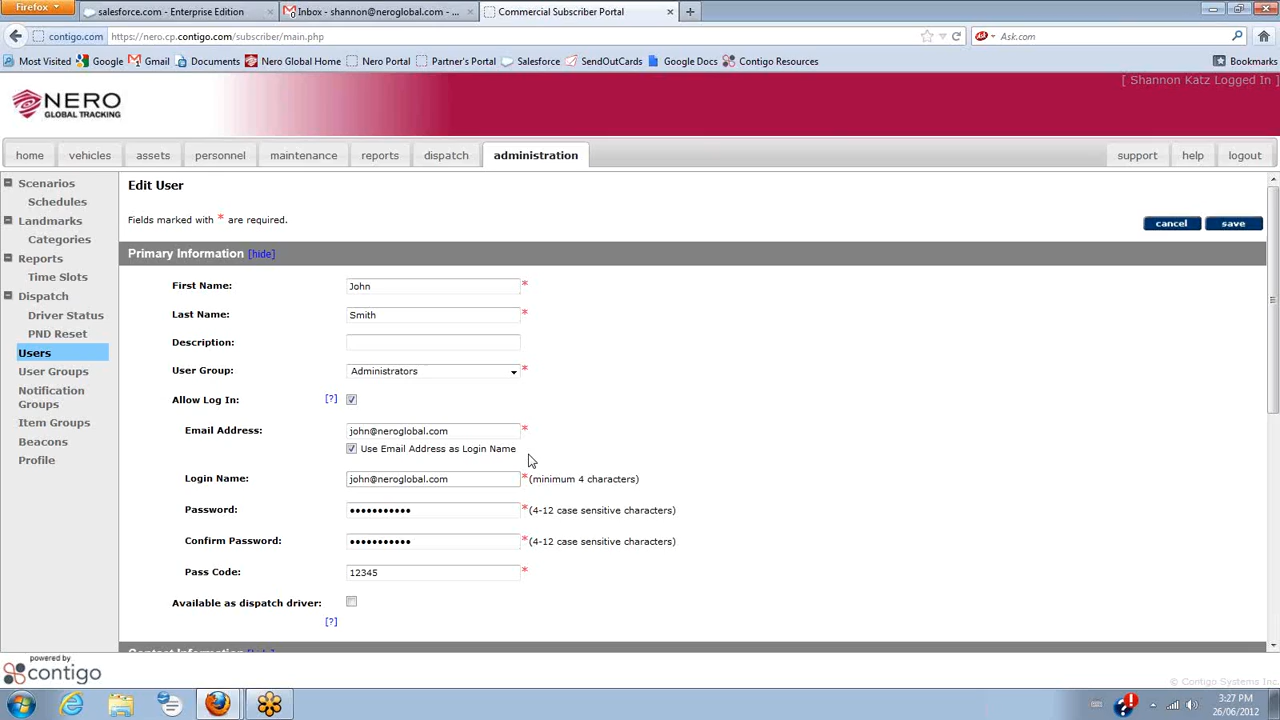 Firefox
salesforce.com - Enterprise Edition
Inbox - shannon@neroglobal.com - ...
Commercial Subscriber Portal
contigo.com
https://nero.cp.contigo.com/subscriber/main.php
Ask.com
Most Visited
Google
Gmail
Documents
Nero Global Home
Nero Portal
Partner's Portal
Salesforce
SendOutCards
Google Docs
Contigo Resources
Bookmarks
[ Shannon Katz Logged In ]
NERO
GLOBAL TRACKING
home
vehicles
assets
personnel
maintenance
reports
dispatch
administration
support
help
logout
Scenarios
Schedules
Landmarks
Categories
Reports
Time Slots
Dispatch
Driver Status
PND Reset
Users
User Groups
Notification
Groups
Item Groups
Beacons
Profile
Edit User
Fields marked with * are required.
cancel
save
Primary Information [hide]
First Name: John *
Last Name: Smith *
Description:
User Group: Administrators *
Allow Log In: [?]
Email Address: john@neroglobal.com *
Use Email Address as Login Name
Login Name: john@neroglobal.com * (minimum 4 characters)
Password: ••••••••••• * (4-12 case sensitive characters)
Confirm Password: ••••••••••• * (4-12 case sensitive characters)
Pass Code: 12345 *
Available as dispatch driver:
[?]
powered by
contigo
© Contigo Systems Inc.
3:27 PM
26/06/2012